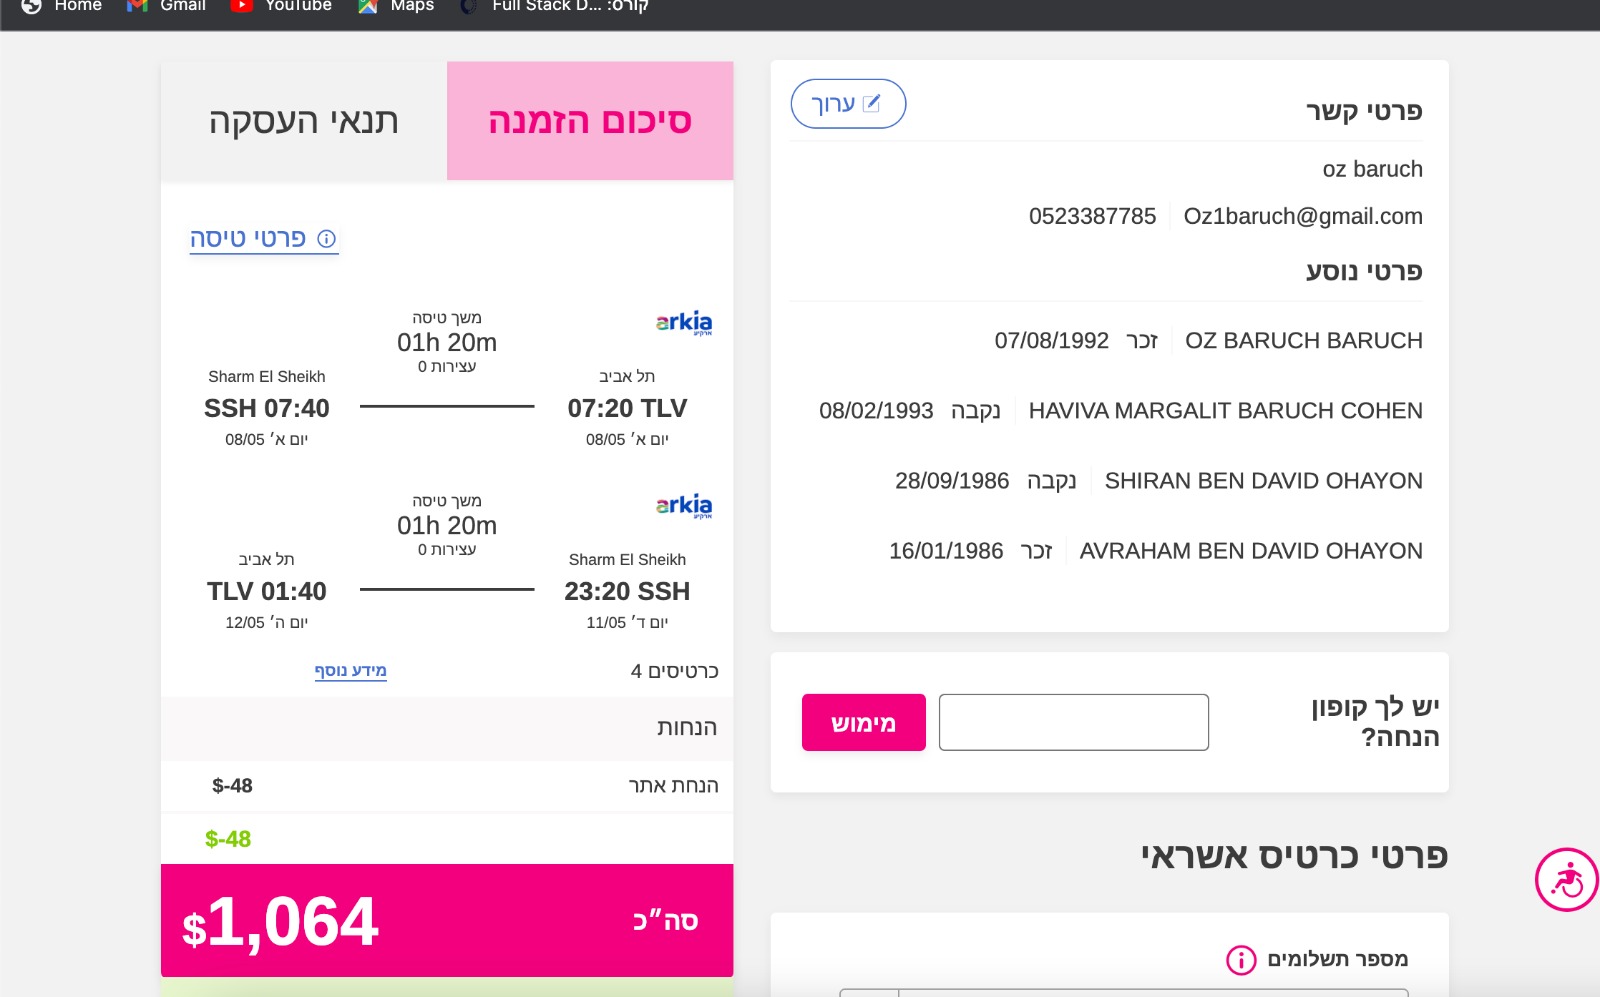 Home
Gmail
YouTube
Maps
קורס: Full Stack D...
פרטי קשר
ערוך
oz baruch
Oz1baruch@gmail.com
0523387785
פרטי נוסע
OZ BARUCH BARUCH זכר 07/08/1992
HAVIVA MARGALIT BARUCH COHEN נקבה 08/02/1993
SHIRAN BEN DAVID OHAYON נקבה 28/09/1986
AVRAHAM BEN DAVID OHAYON זכר 16/01/1986
יש לך קופון
הנחה?
מימוש
פרטי כרטיס אשראי
מספר תשלומים
סיכום הזמנה
תנאי העסקה
פרטי טיסה
arkia
ארקיע
משך טיסה
01h 20m
0 עצירות
תל אביב
07:20 TLV
יום א׳ 08/05
Sharm El Sheikh
SSH 07:40
יום א׳ 08/05
arkia
ארקיע
משך טיסה
01h 20m
0 עצירות
Sharm El Sheikh
23:20 SSH
יום ד׳ 11/05
תל אביב
TLV 01:40
יום ה׳ 12/05
כרטיסים 4
מידע נוסף
הנחות
הנחת אתר
$-48
$-48
סה״כ
$1,064